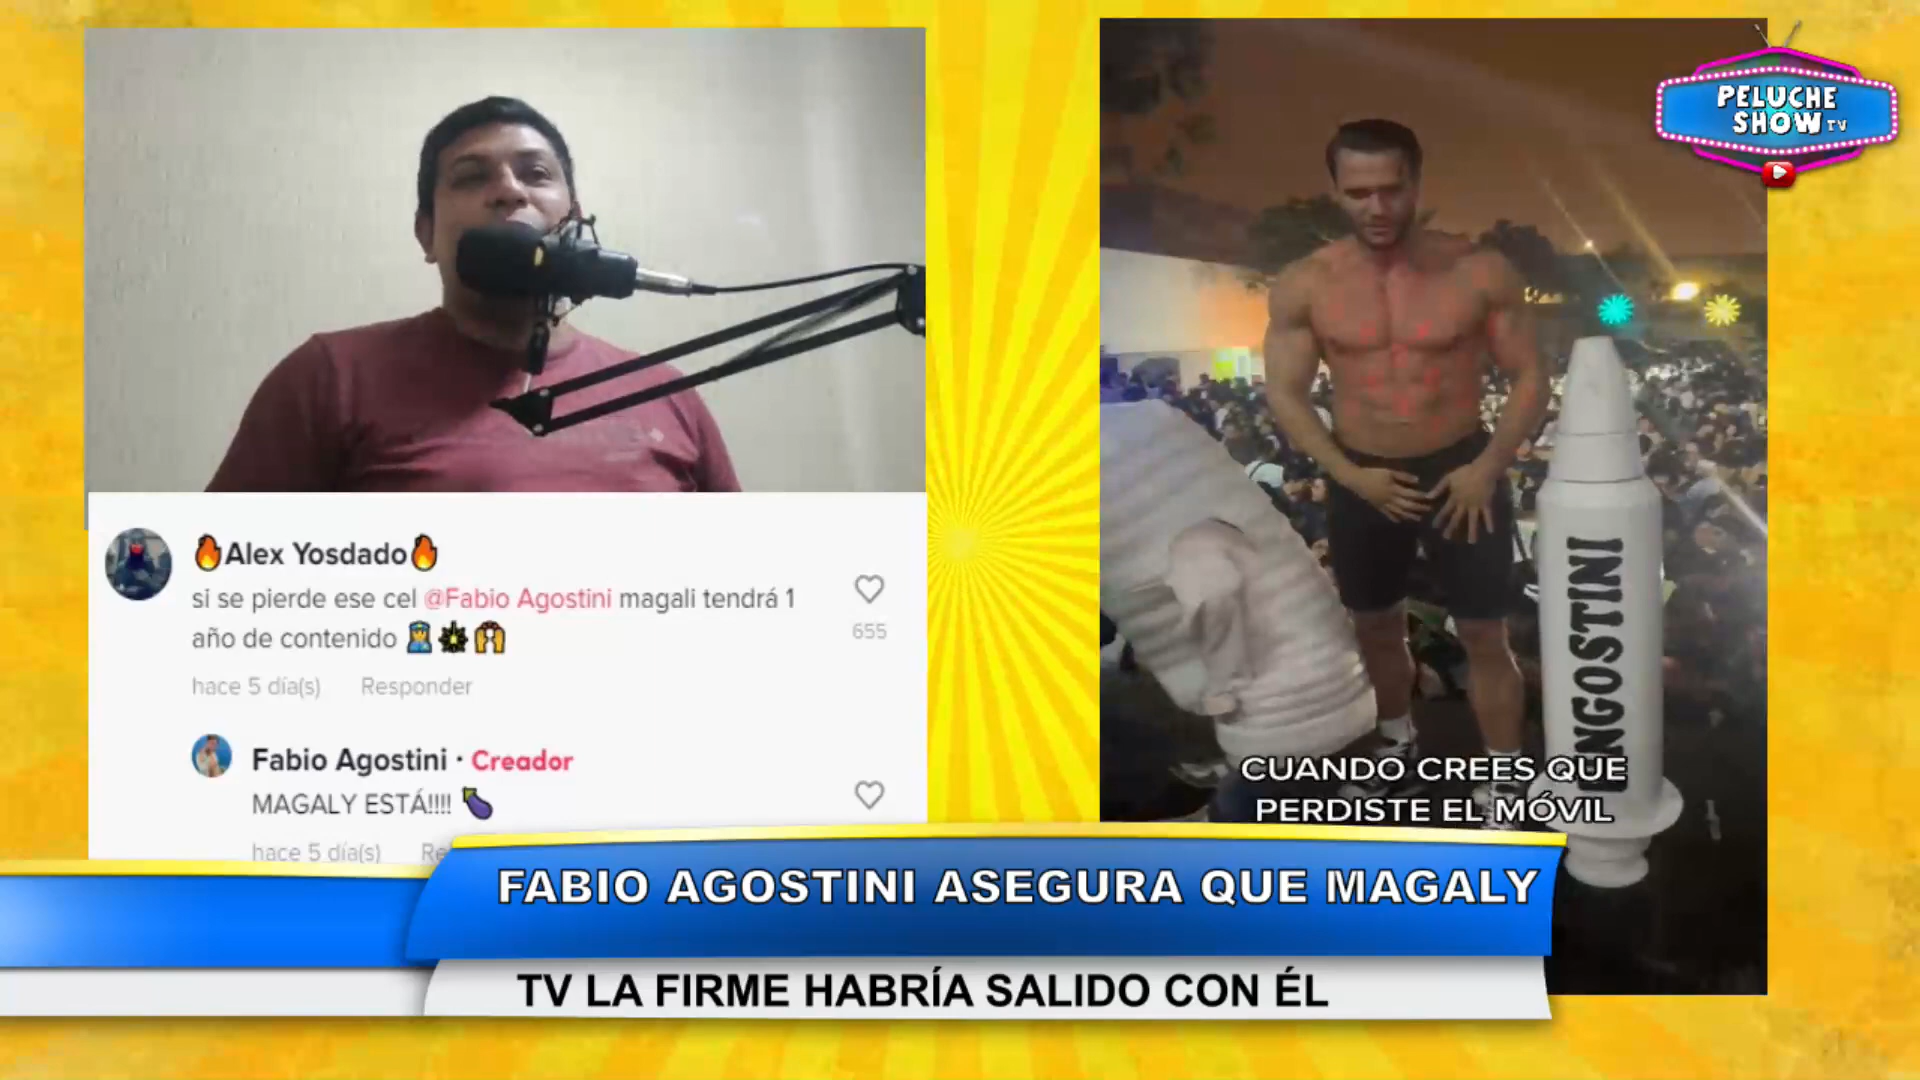 PELUCHE
SHOW TV
🔥Alex Yosdado🔥
si se pierde ese cel @Fabio Agostini magali tendrá 1
año de contenido
655
hace 5 día(s) Responder
Fabio Agostini · Creador
MAGALY ESTÁ!!!! 🍆
hace 5 día(s) Re
ENGOSTINI
CUANDO CREES QUE
PERDISTE EL MÓVIL
FABIO AGOSTINI ASEGURA QUE MAGALY
TV LA FIRME HABRÍA SALIDO CON ÉL